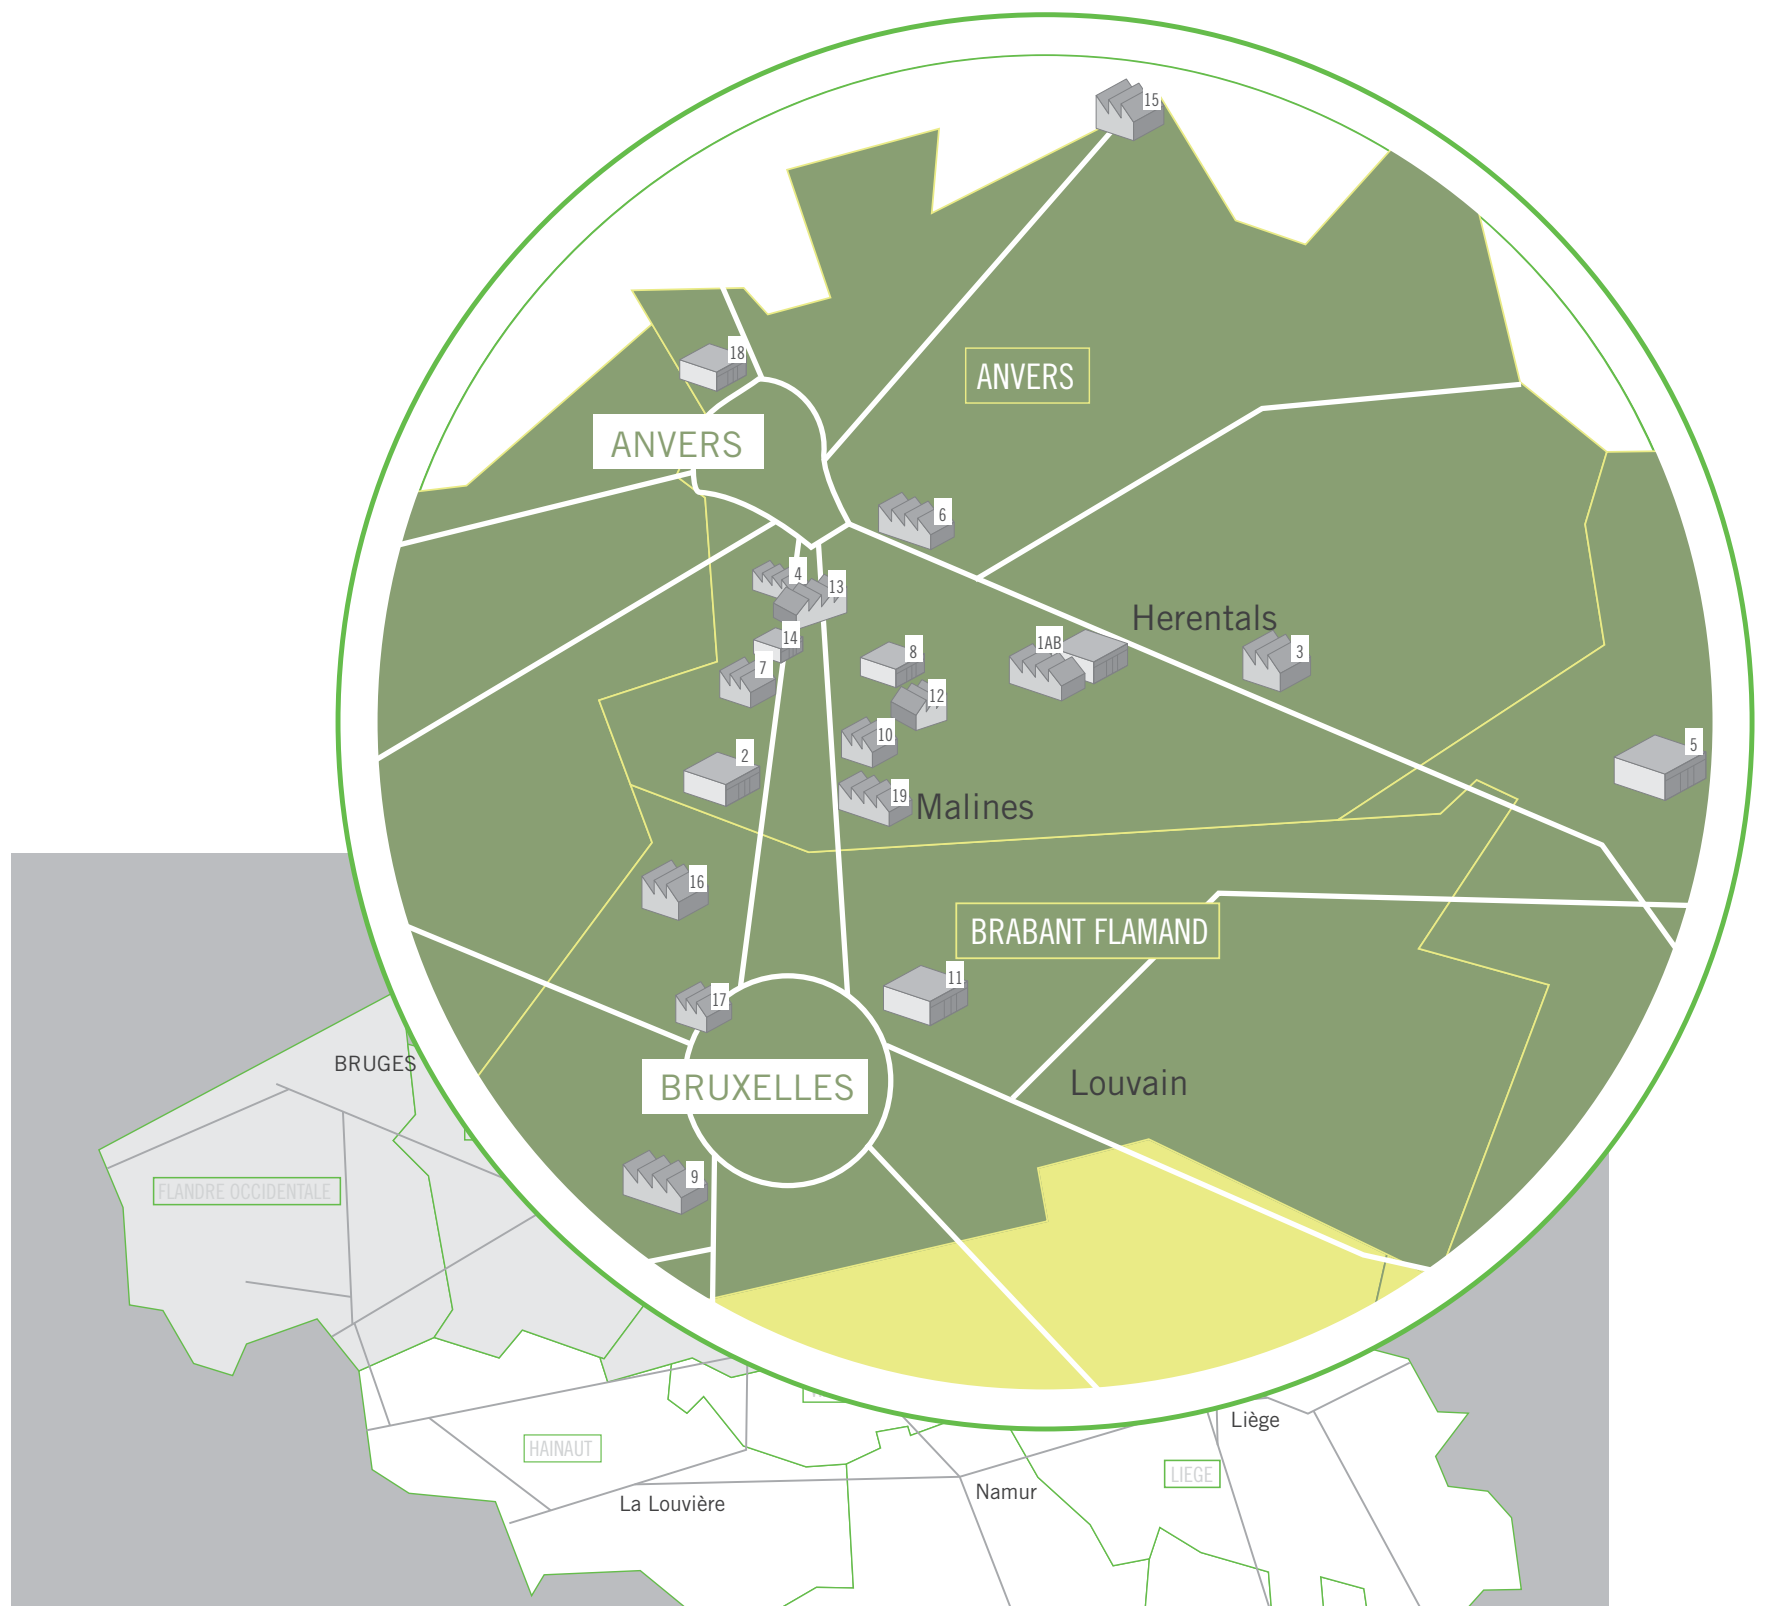 15
18
ANVERS
ANVERS
6
4
13
Herentals
14
1AB
8
3
7
12
10
5
2
19
Malines
16
BRABANT FLAMAND
11
17
BRUGES
Louvain
BRUXELLES
9
FLANDRE OCCIDENTALE
Liège
HAINAUT
LIEGE
La Louvière
Namur